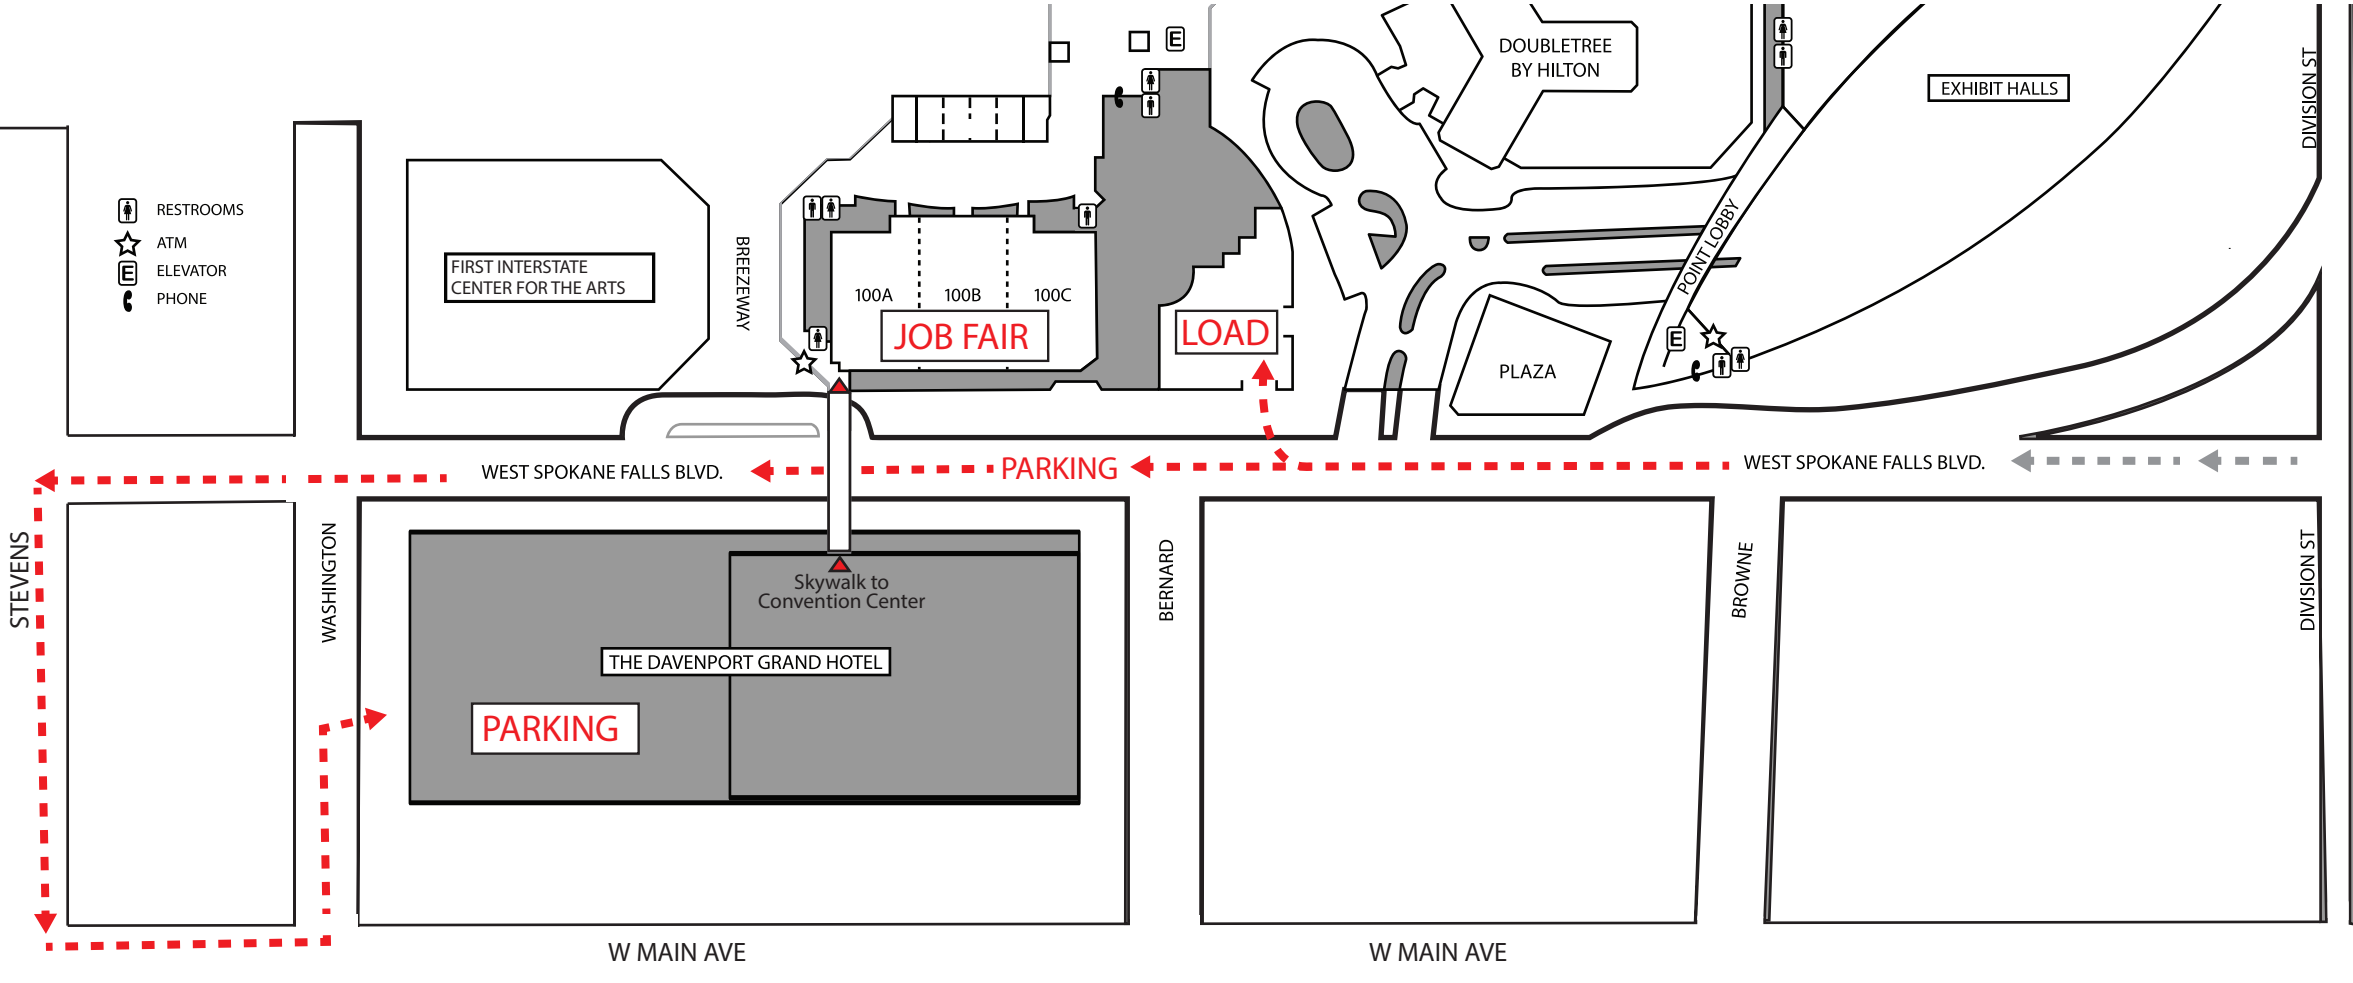 DOUBLETREE
BY HILTON
EXHIBIT HALLS
DIVISION ST
E
RESTROOMS
ATM
E
ELEVATOR
PHONE
FIRST INTERSTATE
CENTER FOR THE ARTS
BREEZEWAY
100A
100B
100C
JOB FAIR
LOAD
POINT LOBBY
E
PLAZA
WEST SPOKANE FALLS BLVD.
PARKING
WEST SPOKANE FALLS BLVD.
STEVENS
WASHINGTON
Skywalk to
Convention Center
THE DAVENPORT GRAND HOTEL
PARKING
BERNARD
BROWNE
DIVISION ST
W MAIN AVE
W MAIN AVE